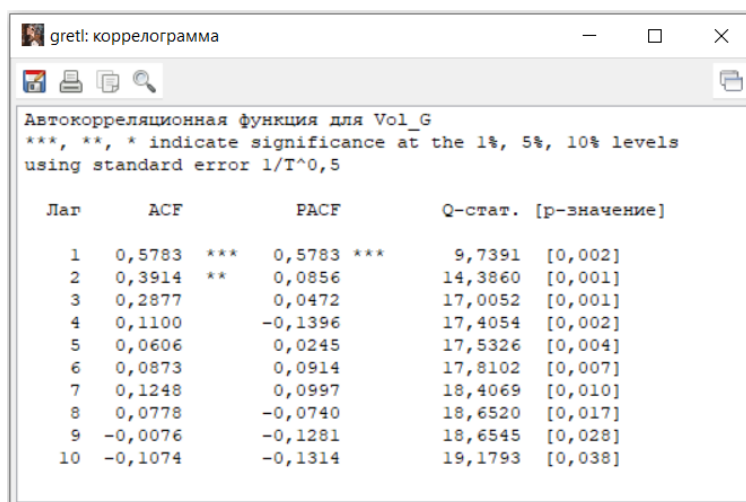 gretl: коррелограмма
Автокорреляционная функция для Vol_G
***, **, * indicate significance at the 1%, 5%, 10% levels
using standard error 1/T^0,5
Лаг ACF PACF Q-стат. [p-значение]
1 0,5783 *** 0,5783 *** 9,7391 [0,002]
2 0,3914 ** 0,0856 14,3860 [0,001]
3 0,2877 0,0472 17,0052 [0,001]
4 0,1100 -0,1396 17,4054 [0,002]
5 0,0606 0,0245 17,5326 [0,004]
6 0,0873 0,0914 17,8102 [0,007]
7 0,1248 0,0997 18,4069 [0,010]
8 0,0778 -0,0740 18,6520 [0,017]
9 -0,0076 -0,1281 18,6545 [0,028]
10 -0,1074 -0,1314 19,1793 [0,038]